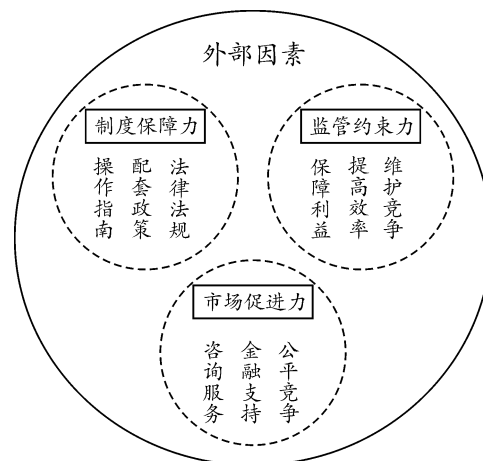 外部因素
制度保障力
操作指南
配套政策
法律法规
监管约束力
保障利益
提高效率
维护竞争
市场促进力
咨询服务
金融支持
公平竞争